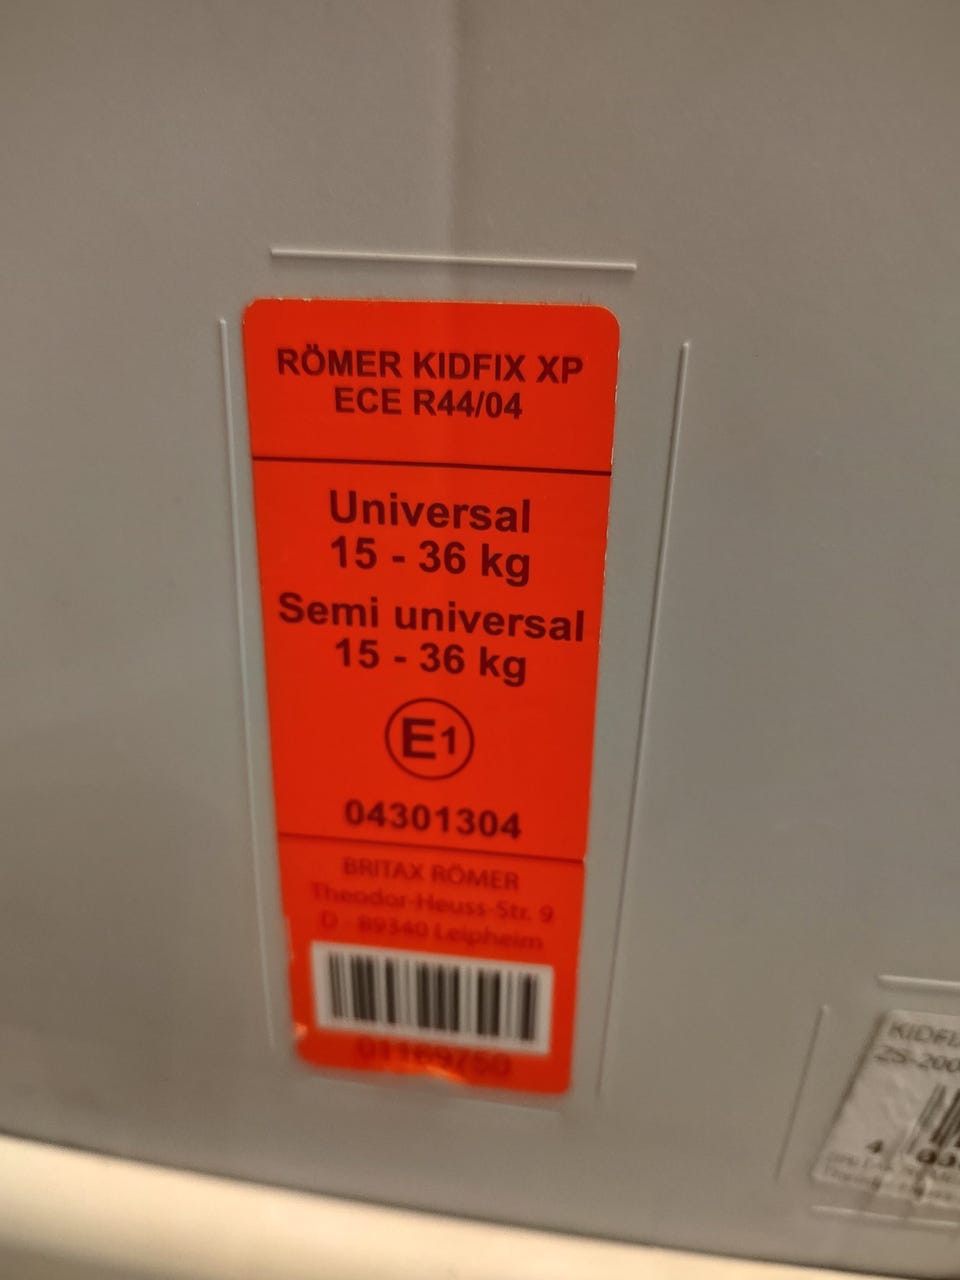 RÖMER KIDFIX XP
ECE R44/04
Universal
15 - 36 kg
Semi universal
15 - 36 kg
E1
04301304
BRITAX RÖMER
Theodor-Heuss-Str. 9
D - 89340 Leipheim
01169750